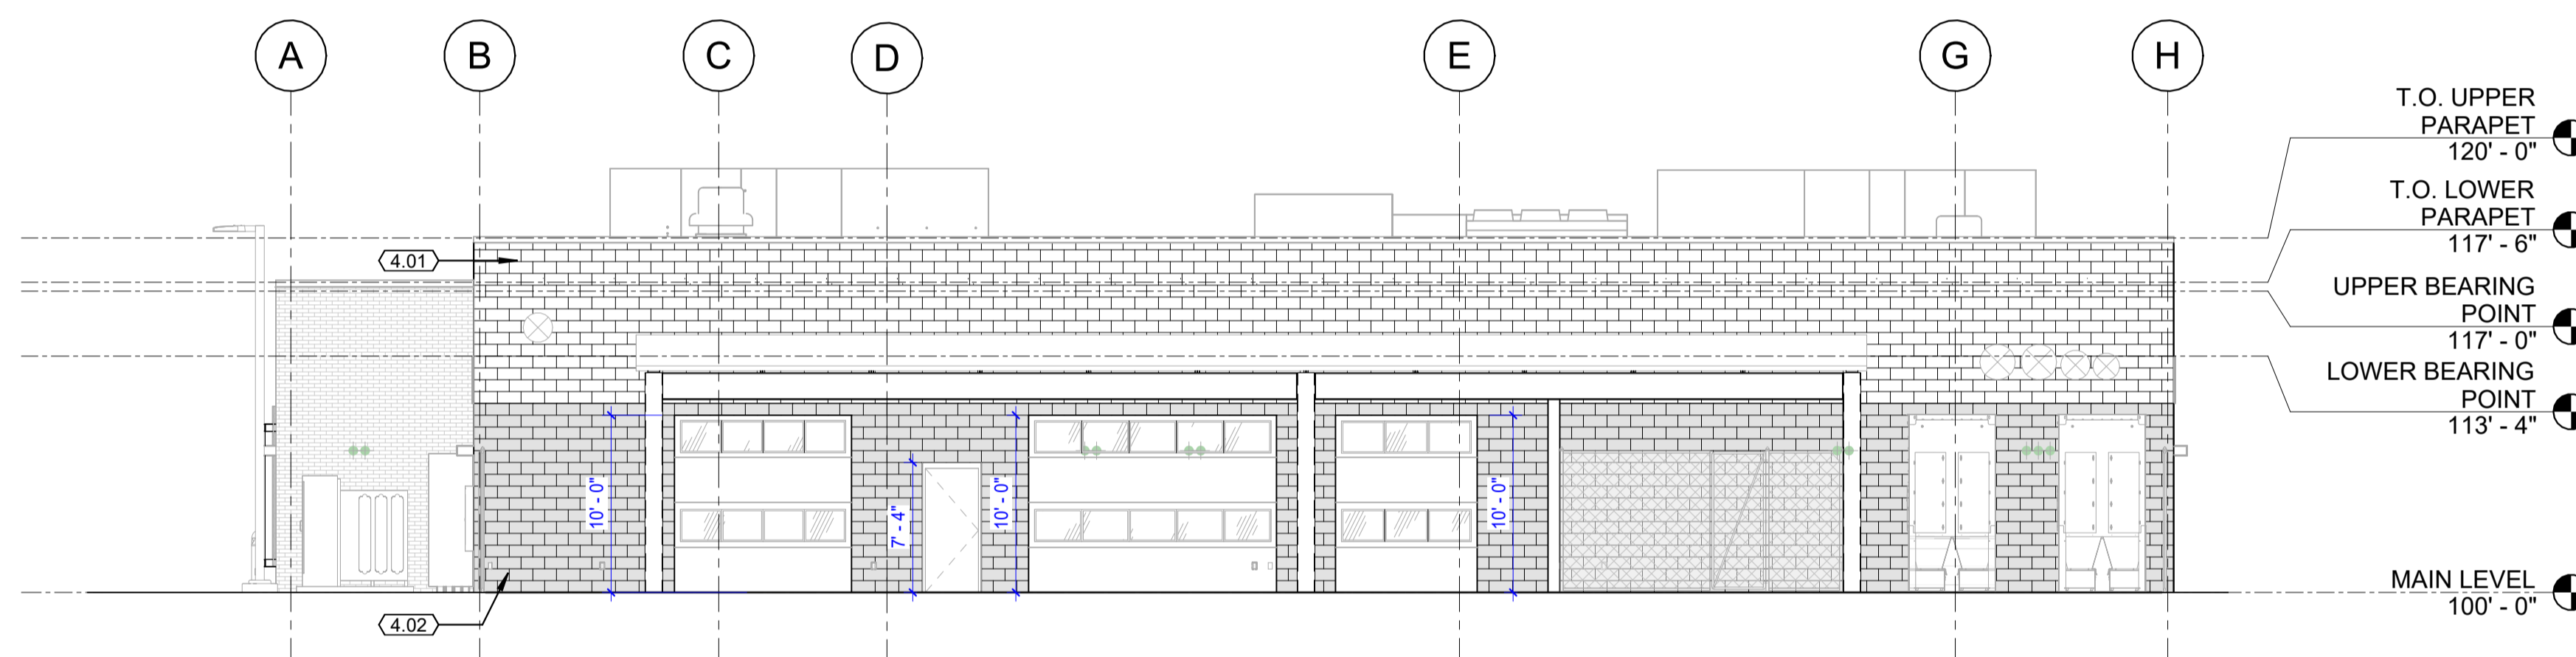 A
B
C
D
E
G
H
T.O. UPPER
PARAPET
120' - 0"
T.O. LOWER
PARAPET
117' - 6"
UPPER BEARING
POINT
117' - 0"
LOWER BEARING
POINT
113' - 4"
4.01
10' - 0"
7' - 4"
10' - 0"
10' - 0"
MAIN LEVEL
100' - 0"
4.02